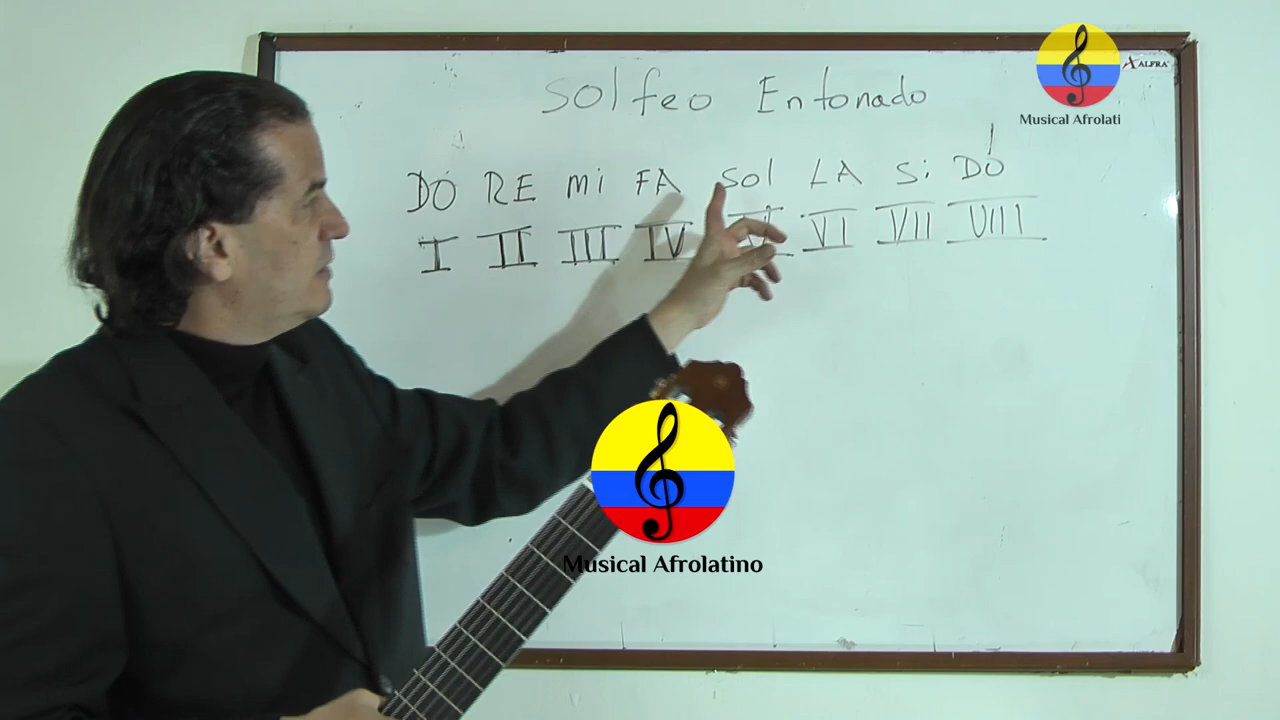 Solfeo Entonado
ALFRA
Musical Afrolati
DO RE Mi FA Sol LA Si DO
I II III IV VI VII VIII
Musical Afrolatino